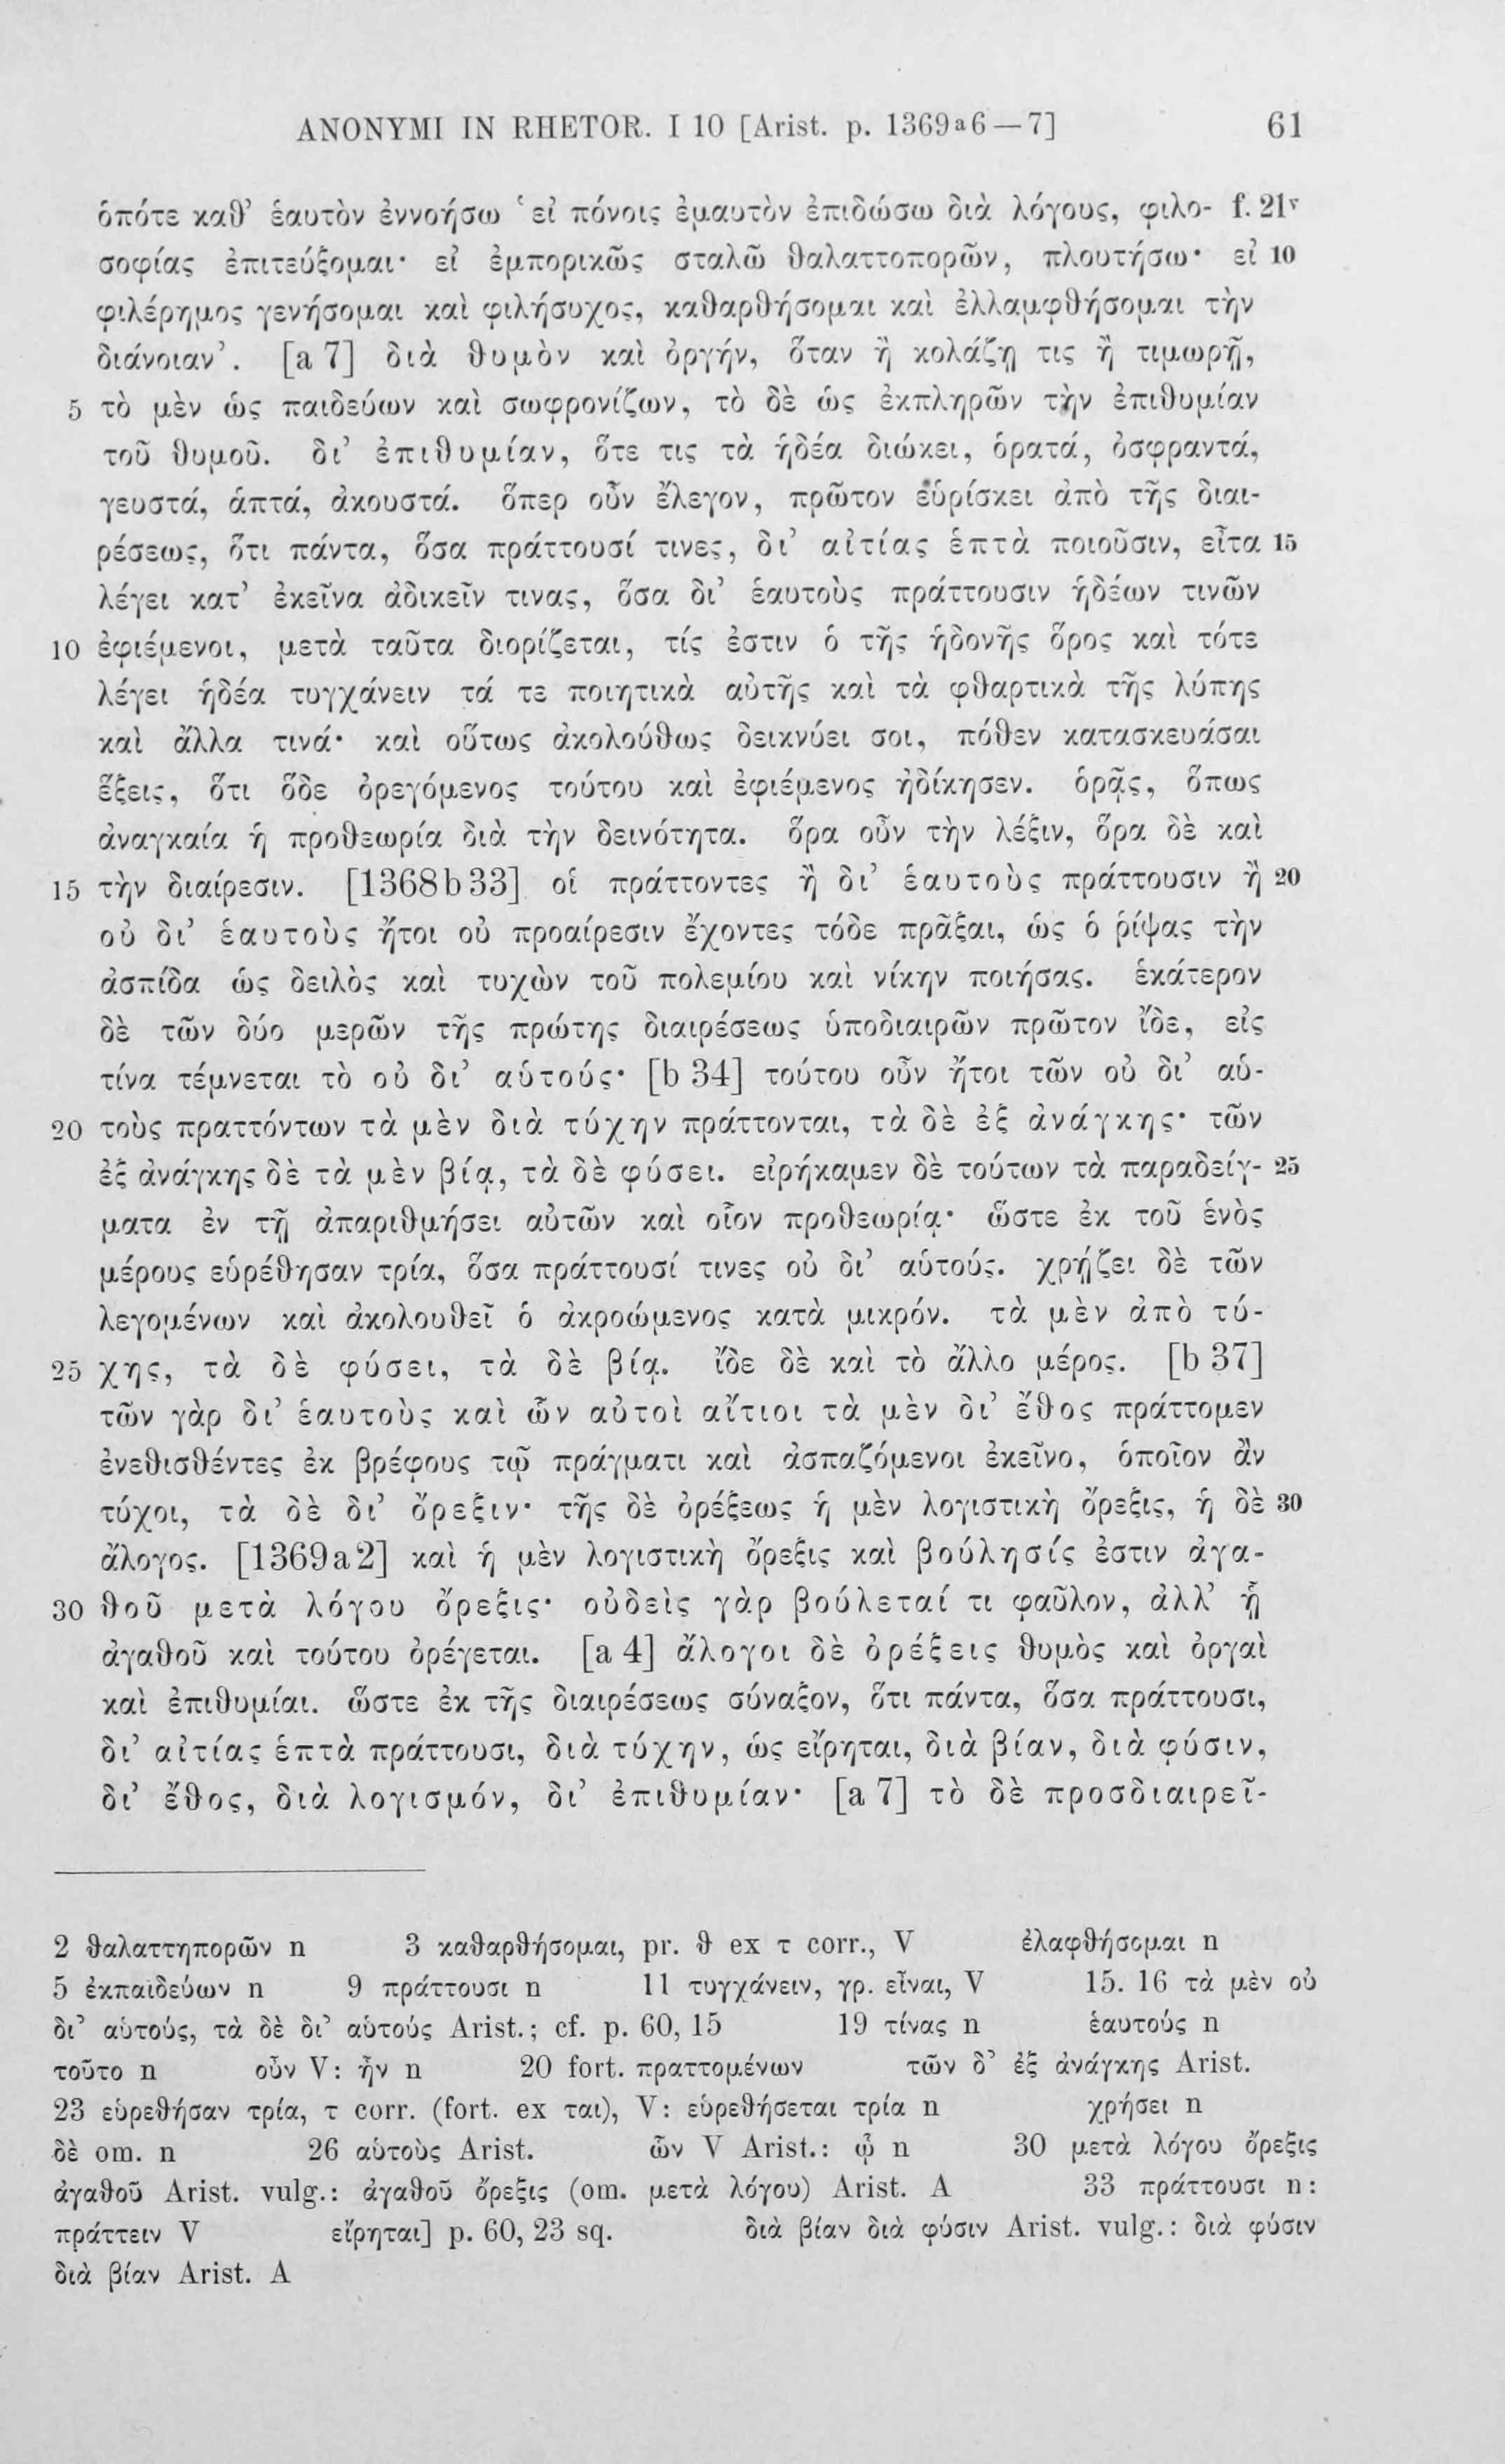 ANONYMI IN RHETOR. I 10 [Arist. p. 1369a6—7] 61
ὁπότε καθ’ ἑαυτὸν ἐννοήσω ‘εἰ πόνοις ἐμαυτὸν ἐπιδώσω διὰ λόγους, φιλο- f. 21v
σοφίας ἐπιτεύξομαι· εἰ ἐμπορικῶς σταλῶ θαλαττοπορῶν, πλουτήσω· εἰ 10
φιλέρημος γενήσομαι καὶ φιλήσυχος, καθαρθήσομαι καὶ ἐλλαμφθήσομαι τὴν
διάνοιαν’. [a 7] διὰ θυμὸν καὶ ὀργήν, ὅταν ἢ κολάζῃ τις ἢ τιμωρῇ,
5 τὸ μὲν ὡς παιδεύων καὶ σωφρονίζων, τὸ δὲ ὡς ἐκπληρῶν τὴν ἐπιθυμίαν
τοῦ θυμοῦ. δι’ ἐπιθυμίαν, ὅτε τις τὰ ἡδέα διώκει, ὁρατά, ὀσφραντά,
γευστά, ἁπτά, ἀκουστά. ὅπερ οὖν ἔλεγον, πρῶτον εὑρίσκει ἀπὸ τῆς διαι-
ρέσεως, ὅτι πάντα, ὅσα πράττουσί τινες, δι’ αἰτίας ἑπτὰ ποιοῦσιν, εἶτα 15
λέγει κατ’ ἐκεῖνα ἀδικεῖν τινας, ὅσα δι’ ἑαυτοὺς πράττουσιν ἡδέων τινῶν
10 ἐφιέμενοι, μετὰ ταῦτα διορίζεται, τίς ἐστιν ὁ τῆς ἡδονῆς ὅρος καὶ τότε
λέγει ἡδέα τυγχάνειν τά τε ποιητικὰ αὐτῆς καὶ τὰ φθαρτικὰ τῆς λύπης
καὶ ἄλλα τινά· καὶ οὕτως ἀκολούθως δεικνύει σοι, πόθεν κατασκευάσαι
ἕξεις, ὅτι ὅδε ὀρεγόμενος τούτου καὶ ἐφιέμενος ἠδίκησεν. ὁρᾷς, ὅπως
ἀναγκαία ἡ προθεωρία διὰ τὴν δεινότητα. ὅρα οὖν τὴν λέξιν, ὅρα δὲ καὶ
15 τὴν διαίρεσιν. [1368b33] οἱ πράττοντες ἢ δι’ ἑαυτοὺς πράττουσιν ἢ 20
οὐ δι’ ἑαυτοὺς ἤτοι οὐ προαίρεσιν ἔχοντες τόδε πρᾶξαι, ὡς ὁ ῥίψας τὴν
ἀσπίδα ὡς δειλὸς καὶ τυχὼν τοῦ πολεμίου καὶ νίκην ποιήσας. ἑκάτερον
δὲ τῶν δύο μερῶν τῆς πρώτης διαιρέσεως ὑποδιαιρῶν πρῶτον ἴδε, εἰς
τίνα τέμνεται τὸ οὐ δι’ αὑτούς· [b 34] τούτου οὖν ἤτοι τῶν οὐ δι’ αὑ-
20 τοὺς πραττόντων τὰ μὲν διὰ τύχην πράττονται, τὰ δὲ ἐξ ἀνάγκης· τῶν
ἐξ ἀνάγκης δὲ τὰ μὲν βίᾳ, τὰ δὲ φύσει. εἰρήκαμεν δὲ τούτων τὰ παραδείγ- 25
ματα ἐν τῇ ἀπαριθμήσει αὐτῶν καὶ οἷον προθεωρίᾳ· ὥστε ἐκ τοῦ ἑνὸς
μέρους εὑρέθησαν τρία, ὅσα πράττουσί τινες οὐ δι’ αὑτούς. χρῄζει δὲ τῶν
λεγομένων καὶ ἀκολουθεῖ ὁ ἀκροώμενος κατὰ μικρόν. τὰ μὲν ἀπὸ τύ-
25 χης, τὰ δὲ φύσει, τὰ δὲ βίᾳ. ἴδε δὲ καὶ τὸ ἄλλο μέρος. [b 37]
τῶν γὰρ δι’ ἑαυτοὺς καὶ ὧν αὐτοὶ αἴτιοι τὰ μὲν δι’ ἔθος πράττομεν
ἐνεθισθέντες ἐκ βρέφους τῷ πράγματι καὶ ἀσπαζόμενοι ἐκεῖνο, ὁποῖον ἂν
τύχοι, τὰ δὲ δι’ ὄρεξιν· τῆς δὲ ὀρέξεως ἡ μὲν λογιστικὴ ὄρεξις, ἡ δὲ 30
ἄλογος. [1369a2] καὶ ἡ μὲν λογιστικὴ ὄρεξις καὶ βούλησίς ἐστιν ἀγα-
30 θοῦ μετὰ λόγου ὄρεξις· οὐδεὶς γὰρ βούλεταί τι φαῦλον, ἀλλ’ ᾗ
ἀγαθοῦ καὶ τούτου ὀρέγεται. [a 4] ἄλογοι δὲ ὀρέξεις θυμὸς καὶ ὀργαὶ
καὶ ἐπιθυμίαι. ὥστε ἐκ τῆς διαιρέσεως σύναξον, ὅτι πάντα, ὅσα πράττουσι,
δι’ αἰτίας ἑπτὰ πράττουσι, διὰ τύχην, ὡς εἴρηται, διὰ βίαν, διὰ φύσιν,
δι’ ἔθος, διὰ λογισμόν, δι’ ἐπιθυμίαν· [a 7] τὸ δὲ προσδιαιρεῖ-
2 θαλαττηπορῶν n 3 καθαρθήσομαι, pr. θ ex τ corr., V ἐλαφθήσομαι n
5 ἐκπαιδεύων n 9 πράττουσι n 11 τυγχάνειν, γρ. εἶναι, V 15. 16 τὰ μὲν οὐ
δι’ αὑτούς, τὰ δὲ δι’ αὑτούς Arist.; cf. p. 60, 15 19 τίνας n ἑαυτούς n
τοῦτο n οὖν V: ἦν n 20 fort. πραττομένων τῶν δ’ ἐξ ἀνάγκης Arist.
23 εὑρεθήσαν τρία, τ corr. (fort. ex ται), V: εὑρεθήσεται τρία n χρήσει n
δὲ om. n 26 αὑτοὺς Arist. ὧν V Arist.: ᾧ n 30 μετὰ λόγου ὄρεξις
ἀγαθοῦ Arist. vulg.: ἀγαθοῦ ὄρεξις (om. μετὰ λόγου) Arist. A 33 πράττουσι n:
πράττειν V εἴρηται] p. 60, 23 sq. διὰ βίαν διὰ φύσιν Arist. vulg.: διὰ φύσιν
διὰ βίαν Arist. A